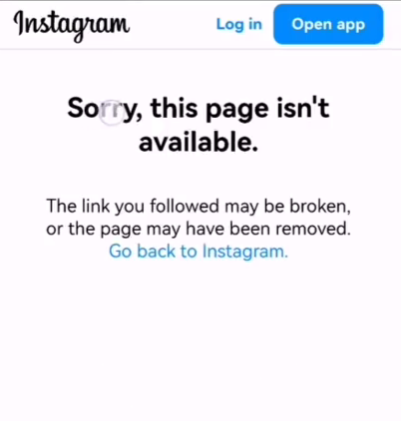 Instagram
Log in
Open app
Sorry, this page isn't
available.
The link you followed may be broken,
or the page may have been removed.
Go back to Instagram.